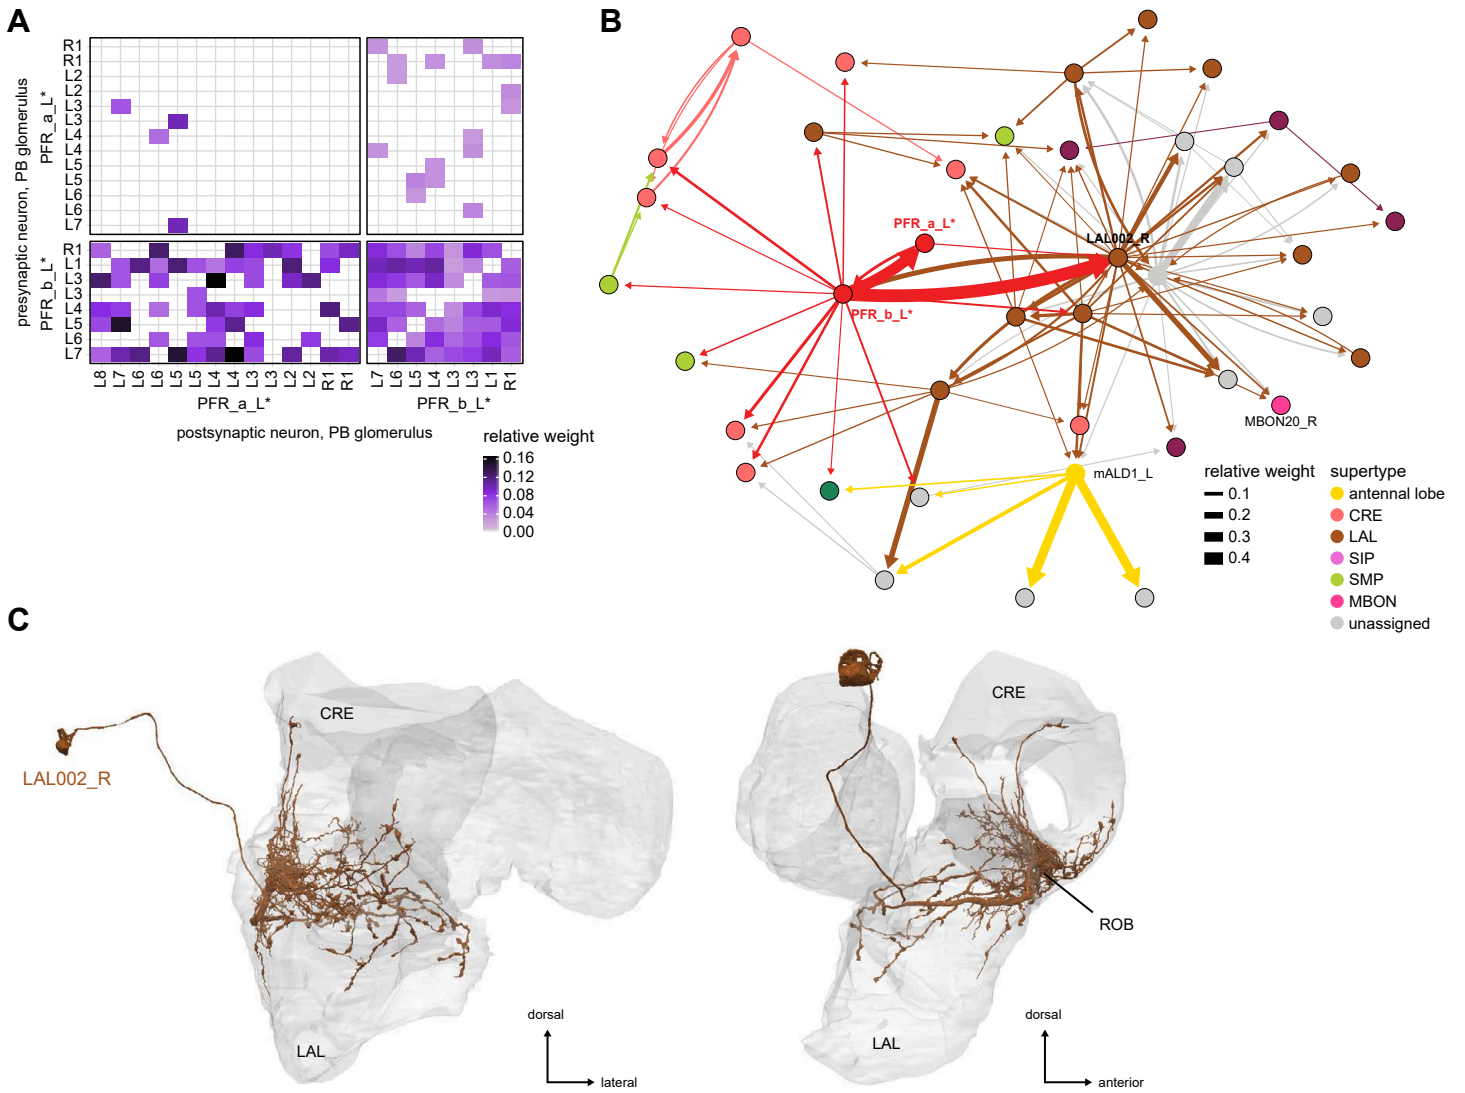 A
presynaptic neuron, PB glomerulus
PFR_a_L*
R1
R1
L2
L2
L3
L3
L4
L4
L5
L5
L6
L6
L7
PFR_b_L*
R1
L1
L3
L3
L4
L5
L6
L7
L8 L7 L6 L6 L5 L5 L4 L4 L3 L3 L2 L2 R1 R1
L7 L6 L5 L4 L3 L3 L1 R1
PFR_a_L* PFR_b_L*
postsynaptic neuron, PB glomerulus
relative weight
0.16
0.12
0.08
0.04
0.00
B
PFR_a_L*
LAL002_R
PFR_b_L*
MBON20_R
mALD1_L
relative weight
0.1
0.2
0.3
0.4
supertype
antennal lobe
CRE
LAL
SIP
SMP
MBON
unassigned
C
CRE
LAL002_R
LAL
dorsal
lateral
CRE
ROB
LAL
dorsal
anterior